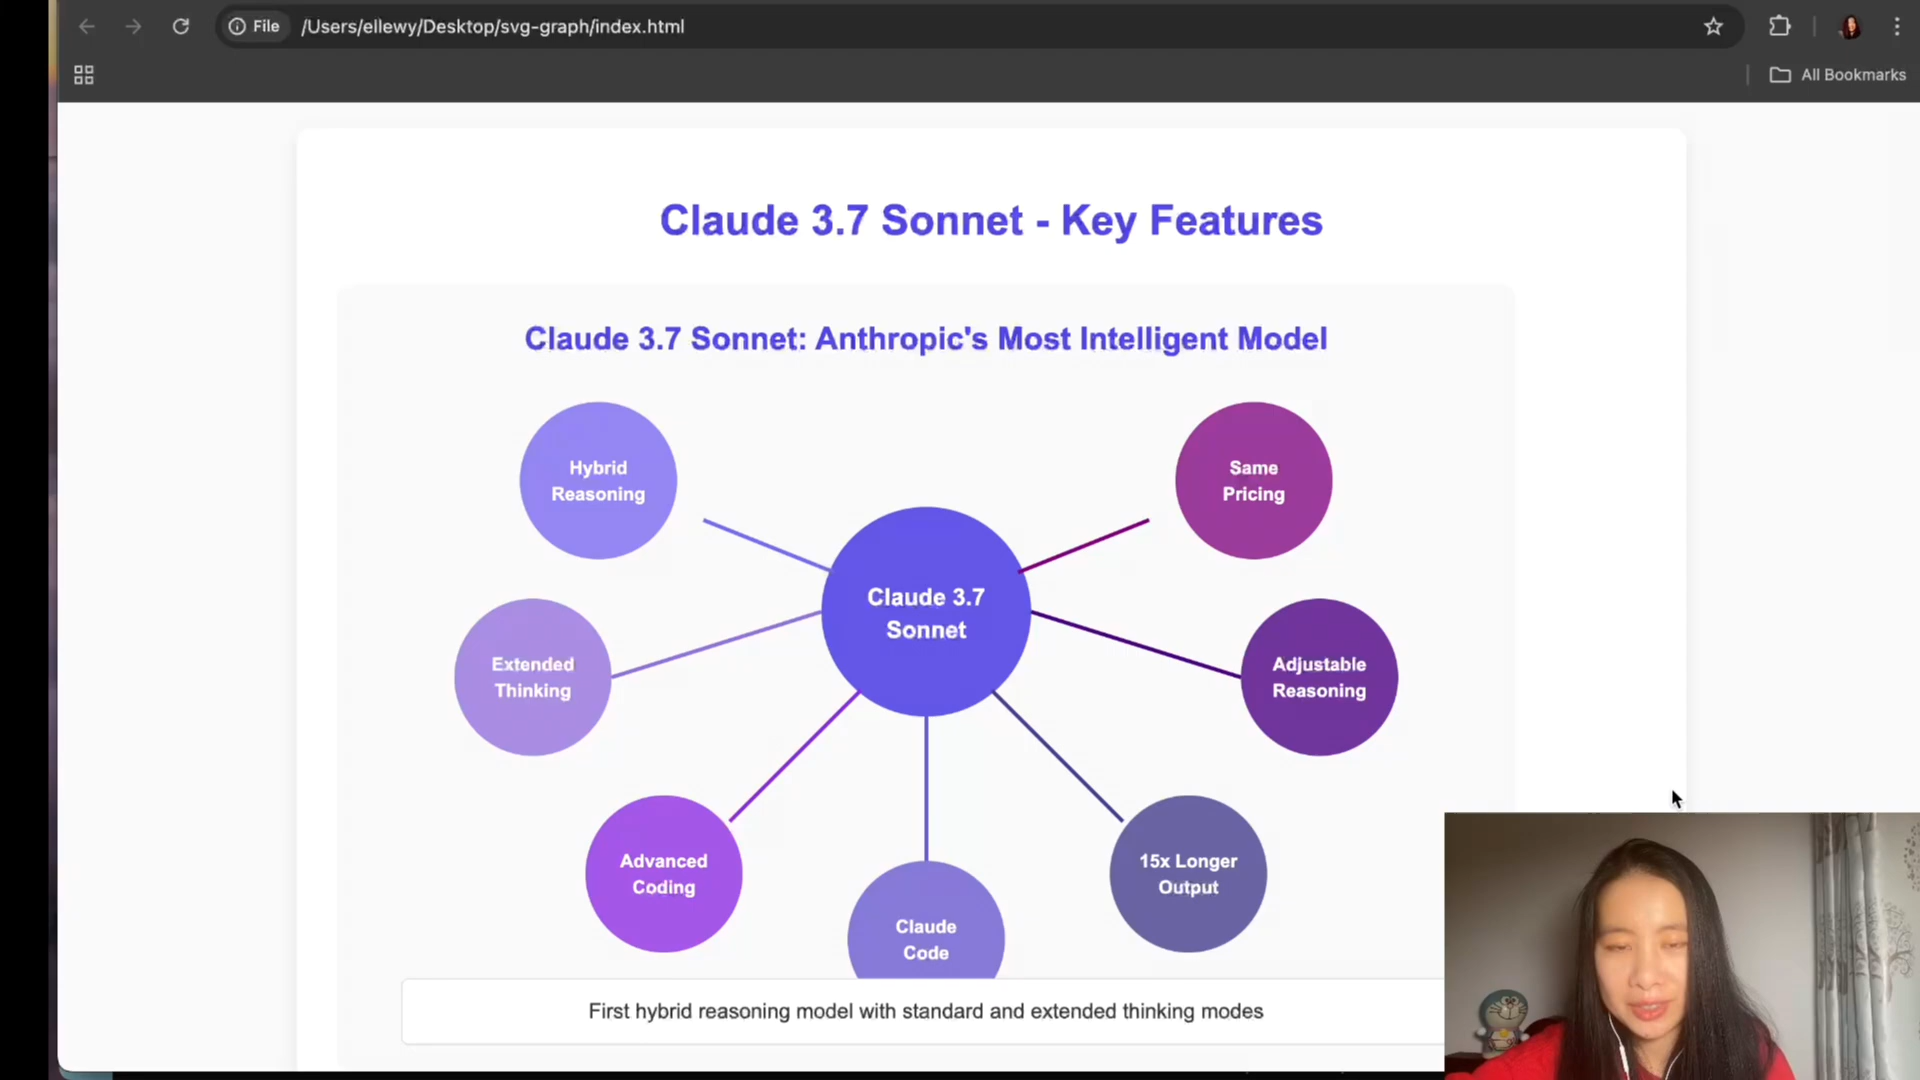 File
/Users/ellewy/Desktop/svg-graph/index.html
All Bookmarks
Claude 3.7 Sonnet - Key Features
Claude 3.7 Sonnet: Anthropic's Most Intelligent Model
Hybrid
Reasoning
Same
Pricing
Claude 3.7
Sonnet
Extended
Thinking
Adjustable
Reasoning
Advanced
Coding
15x Longer
Output
Claude
Code
First hybrid reasoning model with standard and extended thinking modes